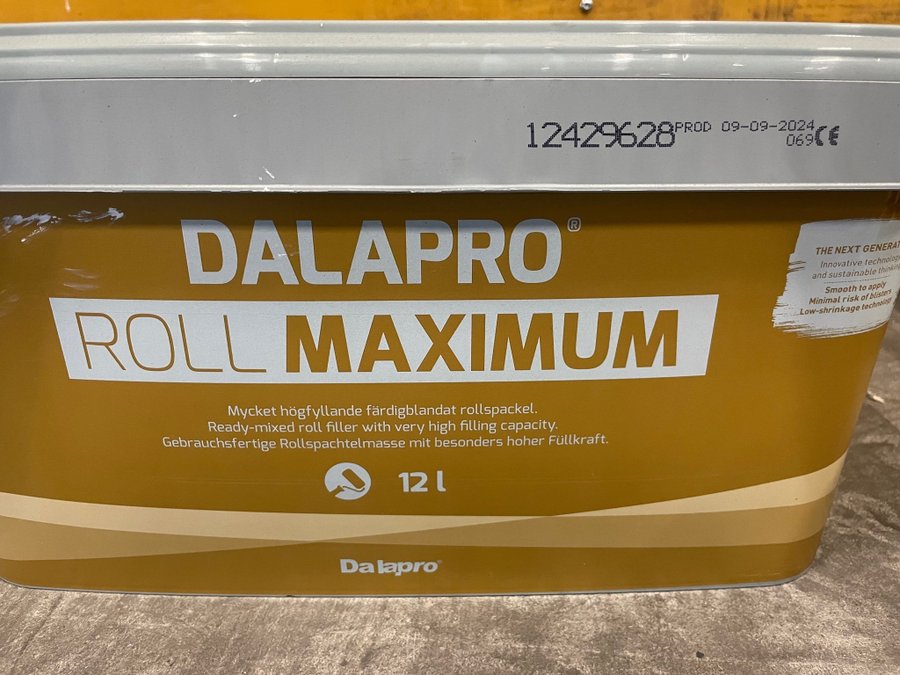 12429628 PROD 09-09-2024
069 CE
DALAPRO®
THE NEXT
Innovative technology
and sustainable
Smooth to apply
Minimal risk of blisters
Low-shrinkage technology
ROLL MAXIMUM
Mycket högfyllande färdigblandat rollspackel.
Ready-mixed roll filler with very high filling capacity.
Gebrauchsfertige Rollspachtelmasse mit besonders hoher Füllkraft.
12 l
Dalapro®